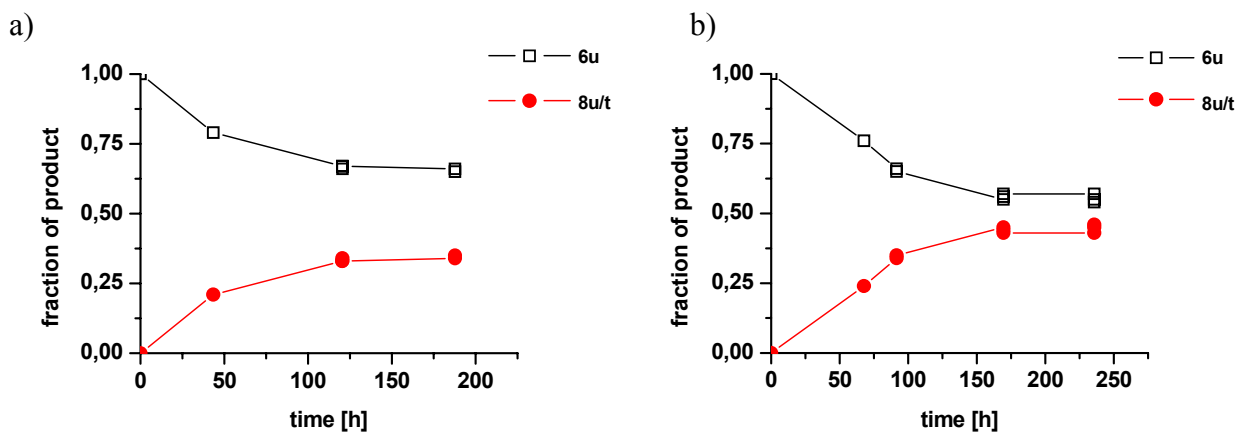 a)
6u
8u/t
1,00
0,75
0,50
0,25
0,00
fraction of product
0
50
100
150
200
time [h]
b)
6u
8u/t
1,00
0,75
0,50
0,25
0,00
fraction of product
0
50
100
150
200
250
time [h]